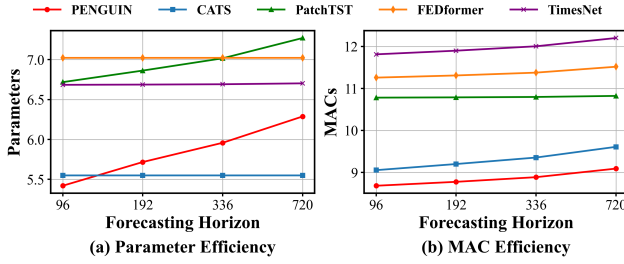 PENGUIN CATS PatchTST FEDformer TimesNet
Parameters
7.0
6.5
6.0
5.5
96 192 336 720
Forecasting Horizon
(a) Parameter Efficiency
MACs
12
11
10
9
96 192 336 720
Forecasting Horizon
(b) MAC Efficiency